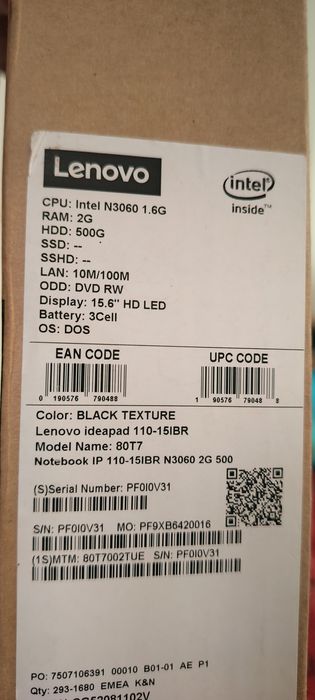 Lenovo
intel
inside™
CPU: Intel N3060 1.6G
RAM: 2G
HDD: 500G
SSD: --
SSHD: --
LAN: 10M/100M
ODD: DVD RW
Display: 15.6" HD LED
Battery: 3Cell
OS: DOS
EAN CODE UPC CODE
0 190576 790488 1 90576 79048 8
Color: BLACK TEXTURE
Lenovo ideapad 110-15IBR
Model Name: 80T7
Notebook IP 110-15IBR N3060 2G 500
(S)Serial Number: PF0I0V31
S/N: PF0I0V31 MO: PF9XB6420016
(1S)MTM: 80T7002TUE S/N: PF0I0V31
PO: 7507106391 00010 B01-01 AE P1
Qty: 293-1680 EMEA K&N